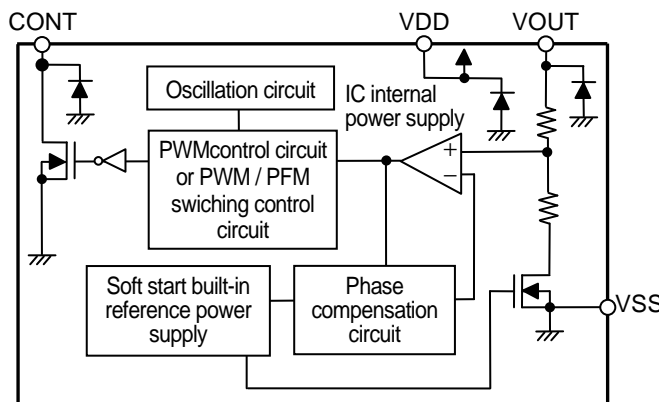 CONT
VDD
VOUT
Oscillation circuit
IC internal
power supply
PWMcontrol circuit
or PWM / PFM
swiching control
circuit
+
−
Soft start built-in
reference power
supply
Phase
compensation
circuit
VSS